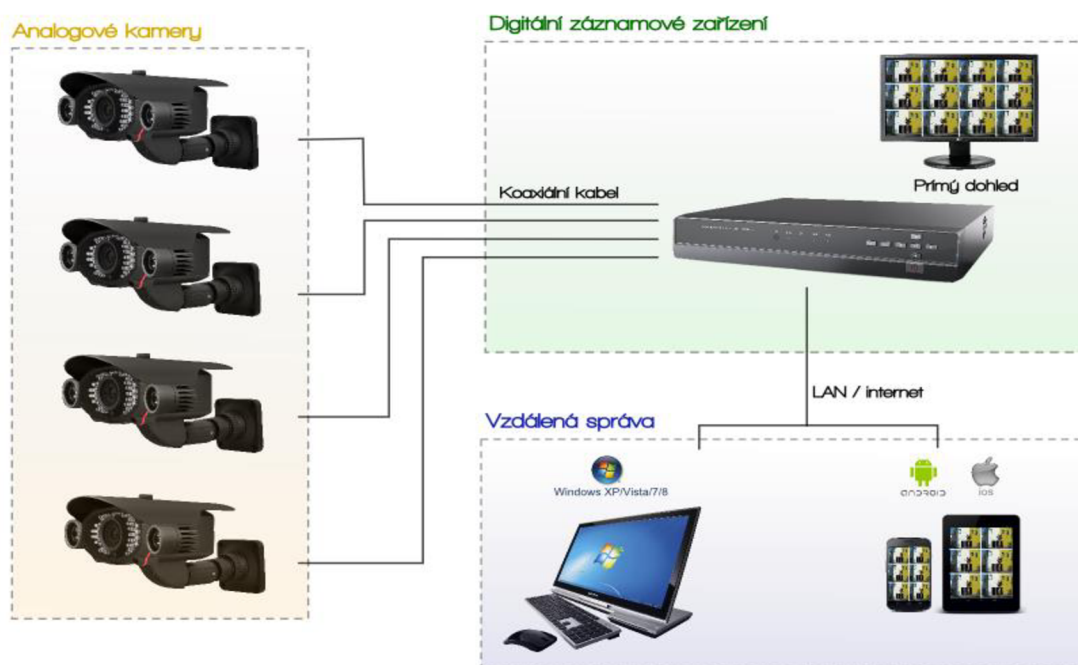 Analogové kamery
Digitální záznamové zařízení
Prímý dohled
Koaxiální kabel
LAN / internet
Vzdálená správa
Windows XP/Vista/7/8
ANDROID
ios